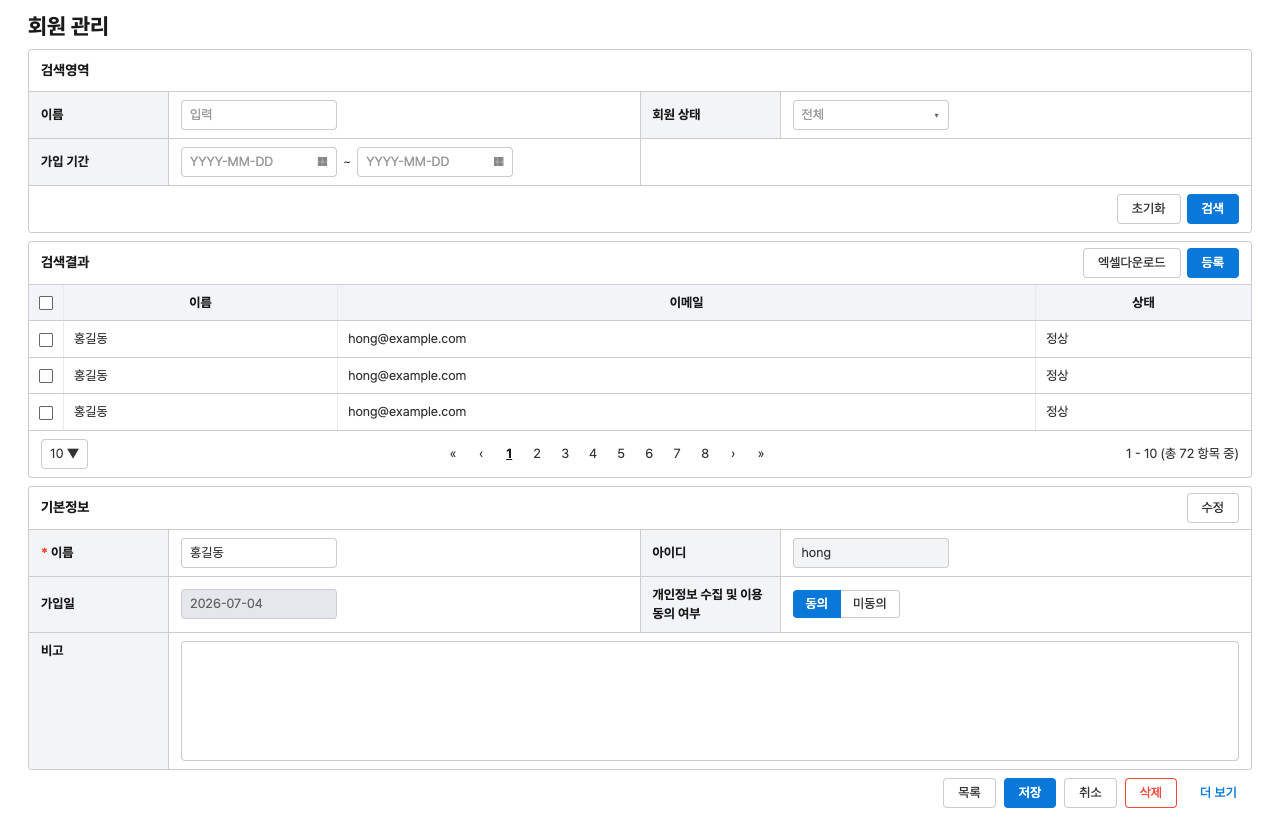 회원 관리
검색영역
이름 입력 회원 상태 전체
가입 기간 YYYY-MM-DD ~ YYYY-MM-DD
초기화 검색
검색결과 엑셀다운로드 등록
이름 이메일 상태
홍길동 hong@example.com 정상
홍길동 hong@example.com 정상
홍길동 hong@example.com 정상
10 ▼ « ‹ 1 2 3 4 5 6 7 8 › » 1 - 10 (총 72 항목 중)
기본정보 수정
* 이름 홍길동 아이디 hong
가입일 2026-07-04 개인정보 수집 및 이용
동의 여부 동의 미동의
비고
목록 저장 취소 삭제 더 보기